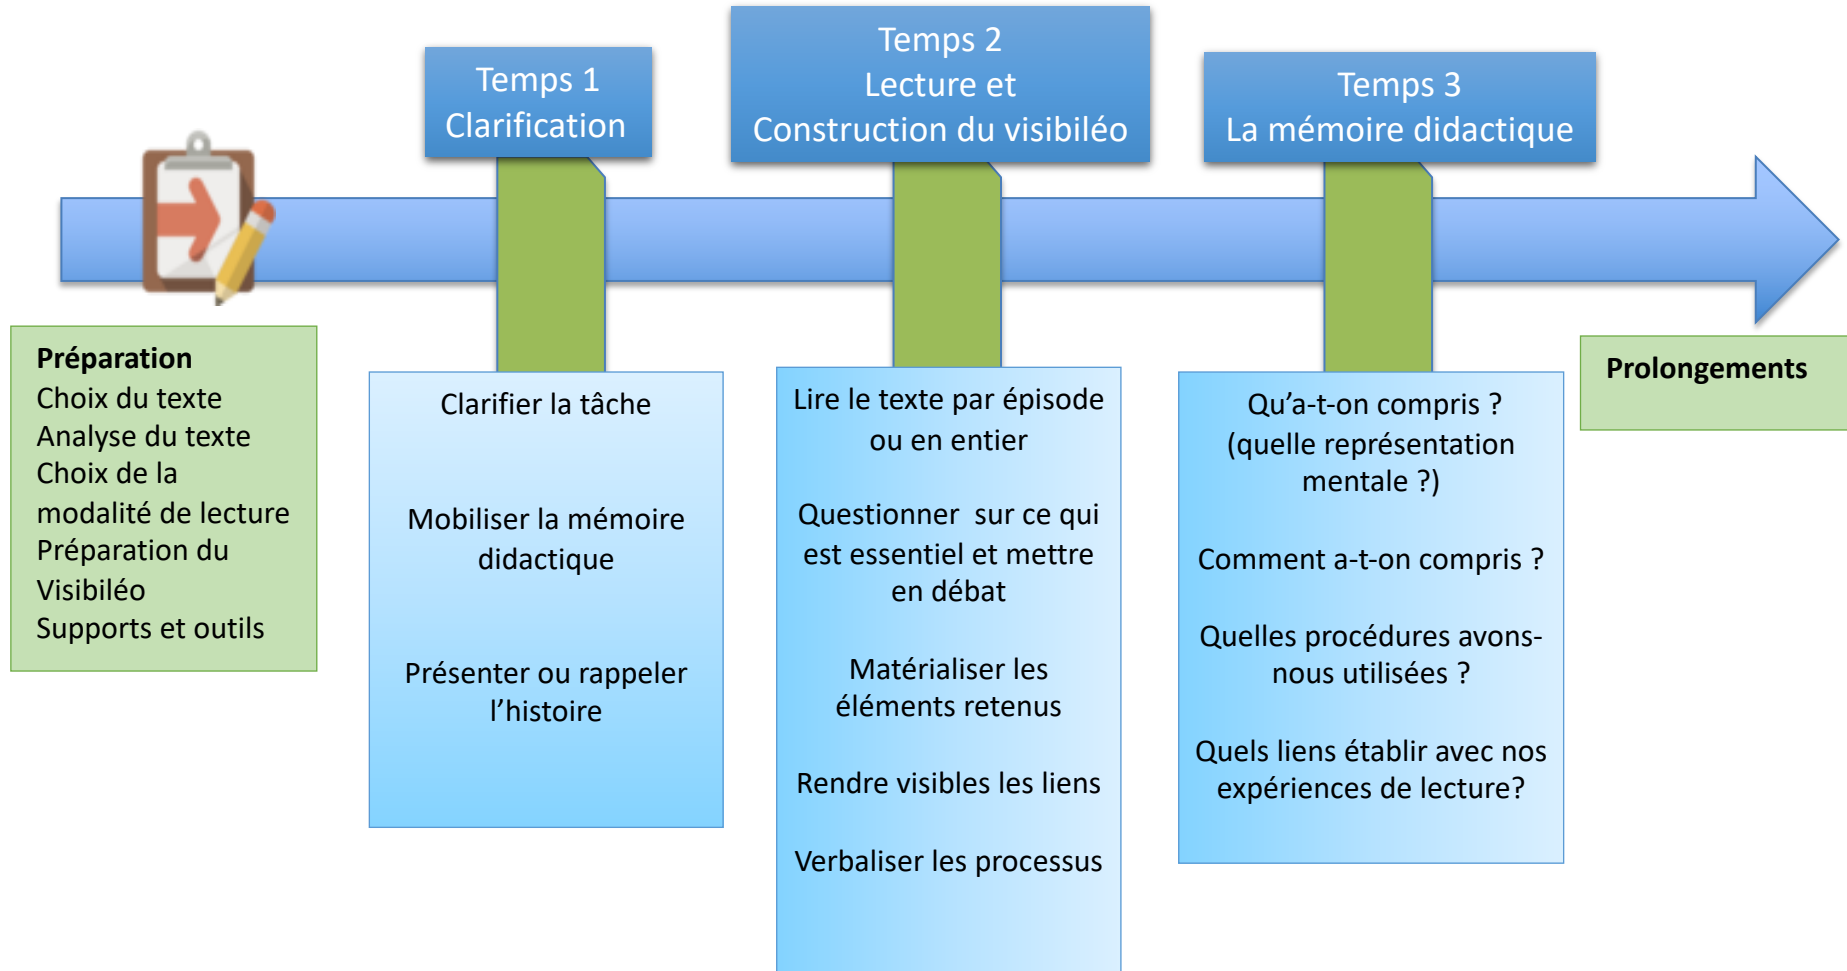 Temps 1
Clarification
Temps 2
Lecture et
Construction du visibiléo
Temps 3
La mémoire didactique
Préparation
Choix du texte
Analyse du texte
Choix de la
modalité de lecture
Préparation du
Visibiléo
Supports et outils
Clarifier la tâche
Mobiliser la mémoire
didactique
Présenter ou rappeler
l’histoire
Lire le texte par épisode
ou en entier
Questionner  sur ce qui
est essentiel et mettre
en débat
Matérialiser les
éléments retenus
Rendre visibles les liens
Verbaliser les processus
Qu’a-t-on compris ?
(quelle représentation
mentale ?)
Comment a-t-on compris ?
Quelles procédures avons-
nous utilisées ?
Quels liens établir avec nos
expériences de lecture?
Prolongements